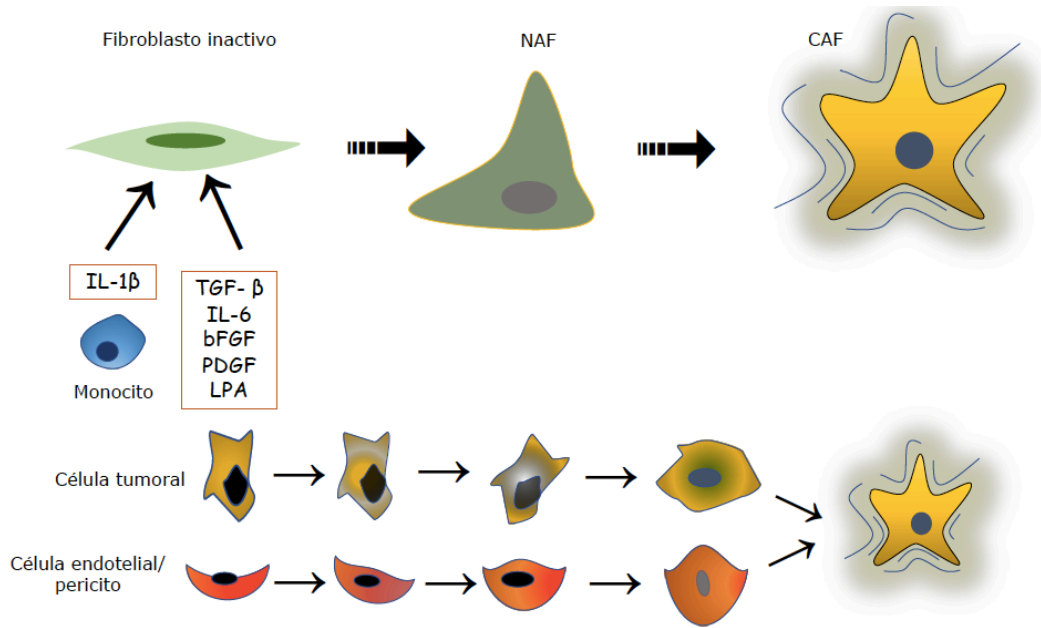 Fibroblasto inactivo
NAF
CAF
IL-1β
TGF- β
IL-6
bFGF
PDGF
LPA
Monocito
Célula tumoral
Célula endotelial/
pericito